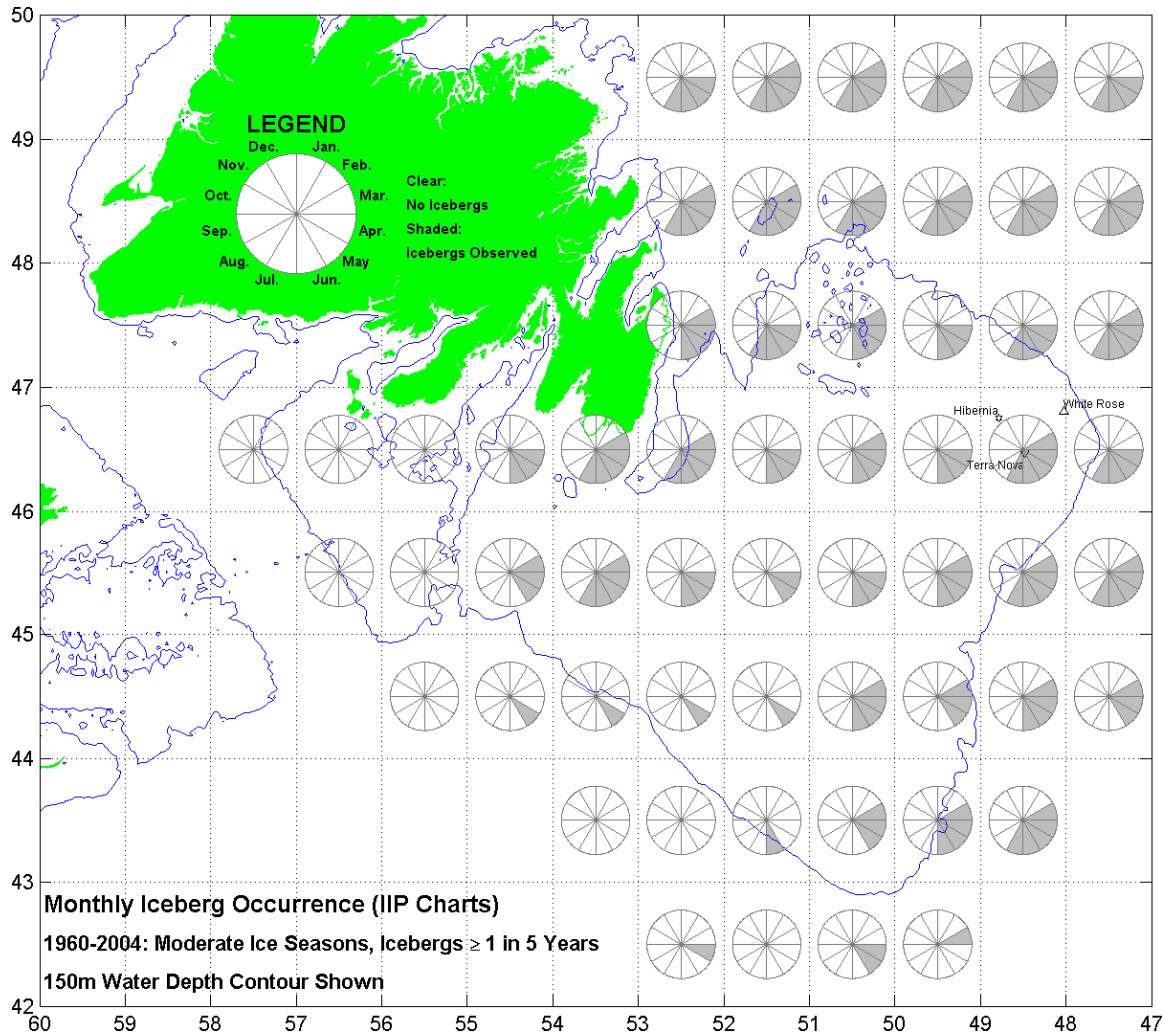 50
49
48
47
46
45
44
43
42
LEGEND
Dec. Jan.
Nov. Feb.
Oct. Mar.
Sep. Apr.
Aug. May
Jul. Jun.
Clear:
No Icebergs
Shaded:
Icebergs Observed
Hibernia
White Rose
Terra Nova
Monthly Iceberg Occurrence (IIP Charts)
1960-2004: Moderate Ice Seasons, Icebergs ≥ 1 in 5 Years
150m Water Depth Contour Shown
60 59 58 57 56 55 54 53 52 51 50 49 48 47